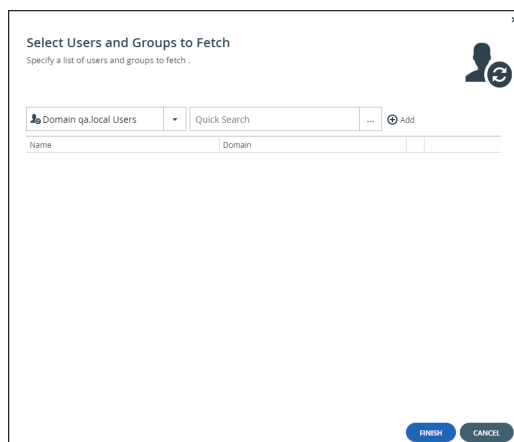 Select Users and Groups to Fetch
Specify a list of users and groups to fetch .
Domain qa.local Users Quick Search ... Add
Name Domain
FINISH CANCEL